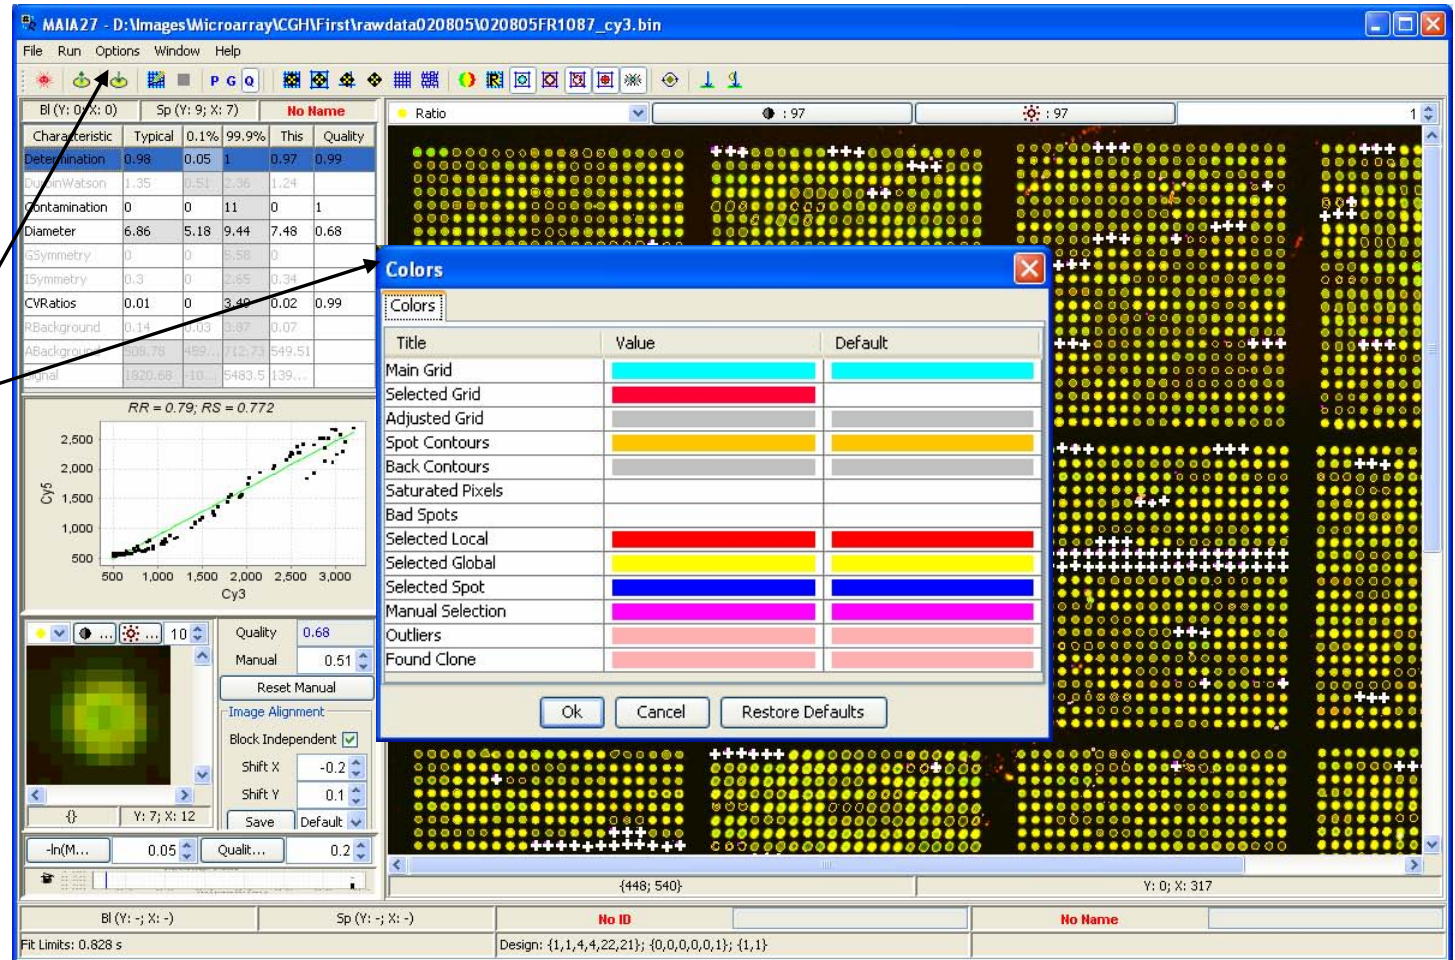 MAIA27 - D:\Images\Microarray\CGH\First\rawdata020805\020805FR1087_cy3.bin
File Run Options Window Help
P G Q R
Bl (Y: 0; X: 0) Sp (Y: 9; X: 7) No Name
Ratio : 97 : 97 1
Characteristic Typical 0.1% 99.9% This Quality
Determination 0.98 0.05 1 0.97 0.99
DurbinWatson 1.35 0.51 2.36 1.24
Contamination 0 0 11 0 1
Diameter 6.86 5.18 9.44 7.48 0.68
GSymmetry 0 0 5.58 0
ISymmetry 0.3 0 2.65 0.34
CVRatios 0.01 0 3.40 0.02 0.99
RBackground 0.14 0.03 3.87 0.07
ABackground 508.78 459... 712.73 549.51
Signal 1820.68 -10... 5483.5 139...
RR = 0.79; RS = 0.772
2,500
2,000
1,500
1,000
500
Cy5
500 1,000 1,500 2,000 2,500 3,000
Cy3
Colors
Colors
Title Value Default
Main Grid
Selected Grid
Adjusted Grid
Spot Contours
Back Contours
Saturated Pixels
Bad Spots
Selected Local
Selected Global
Selected Spot
Manual Selection
Outliers
Found Clone
Ok Cancel Restore Defaults
... ... 10
Quality 0.68
Manual 0.51
Reset Manual
Image Alignment
Block Independent
Shift X -0.2
Shift Y 0.1
Save Default
{} Y: 7; X: 12
-ln(M... 0.05 Qualit... 0.2
{448; 540} Y: 0; X: 317
Bl (Y: -; X: -) Sp (Y: -; X: -) No ID No Name
Fit Limits: 0.828 s Design: {1,1,4,4,22,21}; {0,0,0,0,0,1}; {1,1}